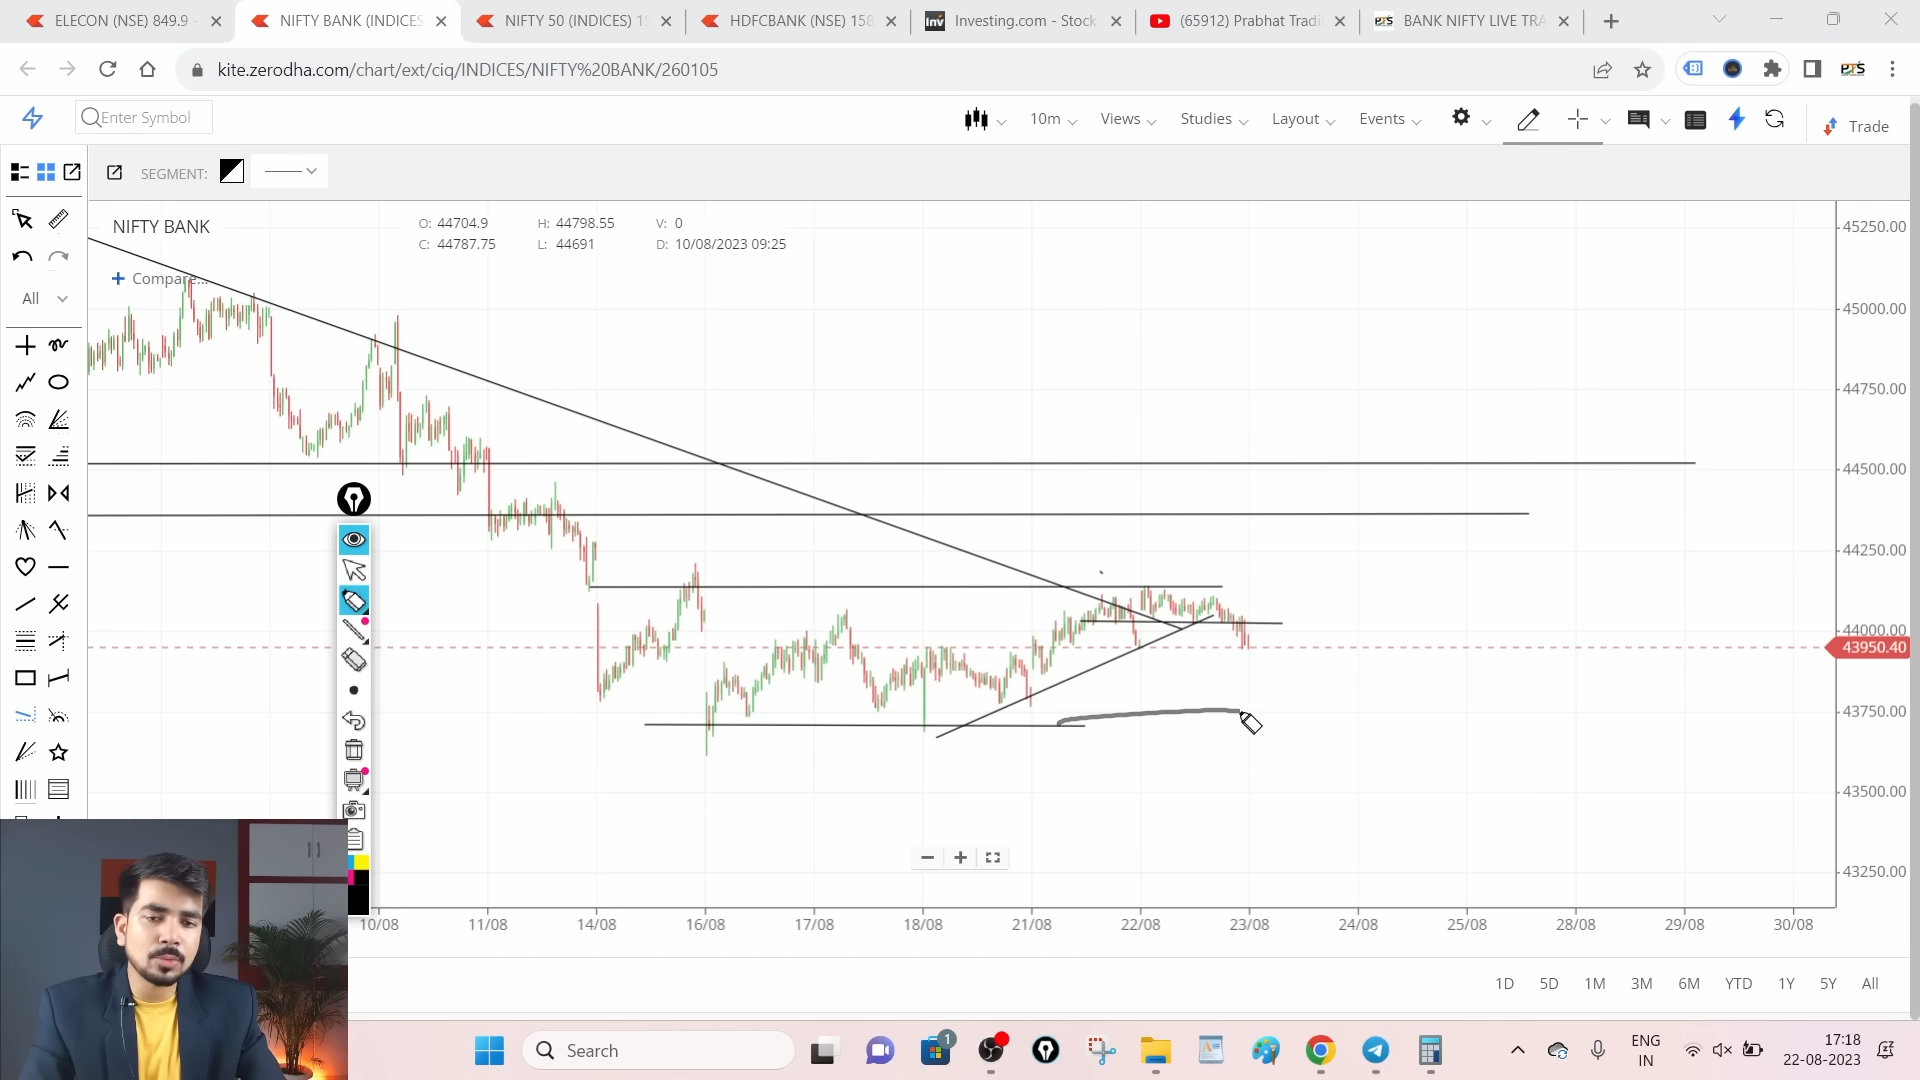 ELECON (NSE) 849.9 -
NIFTY BANK (INDICES
NIFTY 50 (INDICES) 19
HDFCBANK (NSE) 158
Investing.com - Stock
(65912) Prabhat Tradi
BANK NIFTY LIVE TRA
kite.zerodha.com/chart/ext/ciq/INDICES/NIFTY%20BANK/260105
PTS
Enter Symbol
10m
Views
Studies
Layout
Events
Trade
SEGMENT:
NIFTY BANK
O: 44704.9 H: 44798.55 V: 0
C: 44787.75 L: 44691 D: 10/08/2023 09:25
+ Compare...
All
45250.00
45000.00
44750.00
44500.00
44250.00
44000.00
43950.40
43750.00
43500.00
43250.00
10/08 11/08 14/08 16/08 17/08 18/08 21/08 22/08 23/08 24/08 25/08 28/08 29/08 30/08
1D 5D 1M 3M 6M YTD 1Y 5Y All
Search
1
ENG
IN
17:18
22-08-2023